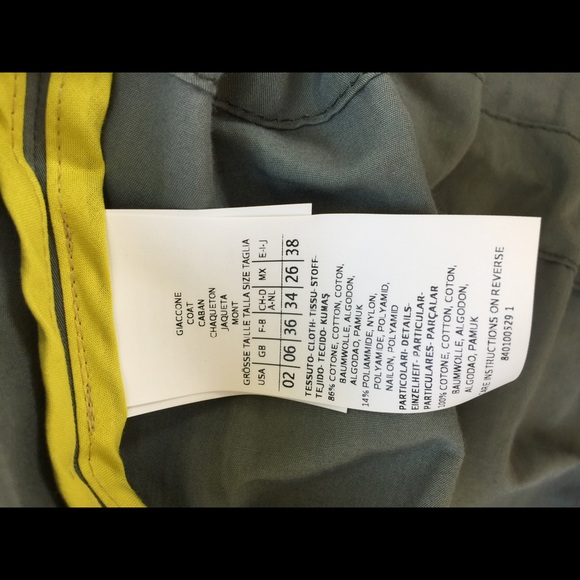 GIACCONE
COAT
CABAN
CHAQUETON
JAQUETA
MONT
GRÖSSE TAILLE TALLA SIZE TAGLIA
USA GB F-B CH-D A-NL MX E-I-J
02 06 36 34 26 38
TESSUTO- CLOTH- TISSU- STOFF-
TEJIDO- TECIDO- KUMAŞ
86% COTONE, COTTON, COTON,
BAUMWOLLE, ALGODON,
ALGODAO, PAMUK
14% POLIAMMIDE, NYLON,
POLYAMIDE, POLYAMID,
NAILON, POLYAMID
PARTICOLARI- DETAILS-
EINZELHEIT- PARTICULAR-
PARTICULARES- PARÇALAR
100% COTONE, COTTON, COTON,
BAUMWOLLE, ALGODON,
ALGODAO, PAMUK
ARE INSTRUCTIONS ON REVERSE
840100529 1